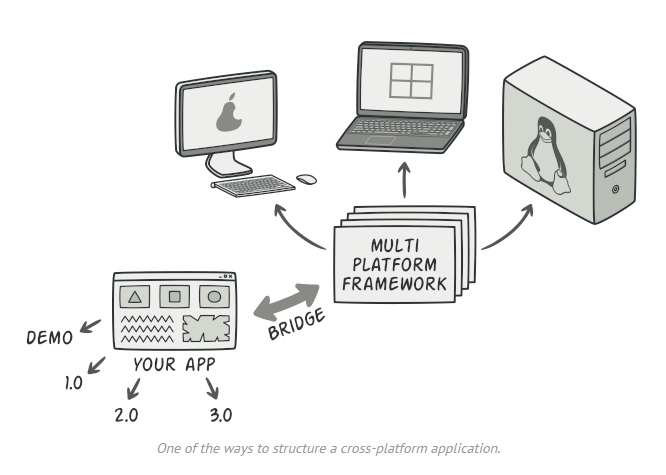 MULTI
PLATFORM
FRAMEWORK
BRIDGE
YOUR APP
DEMO
1.0
2.0
3.0
One of the ways to structure a cross-platform application.